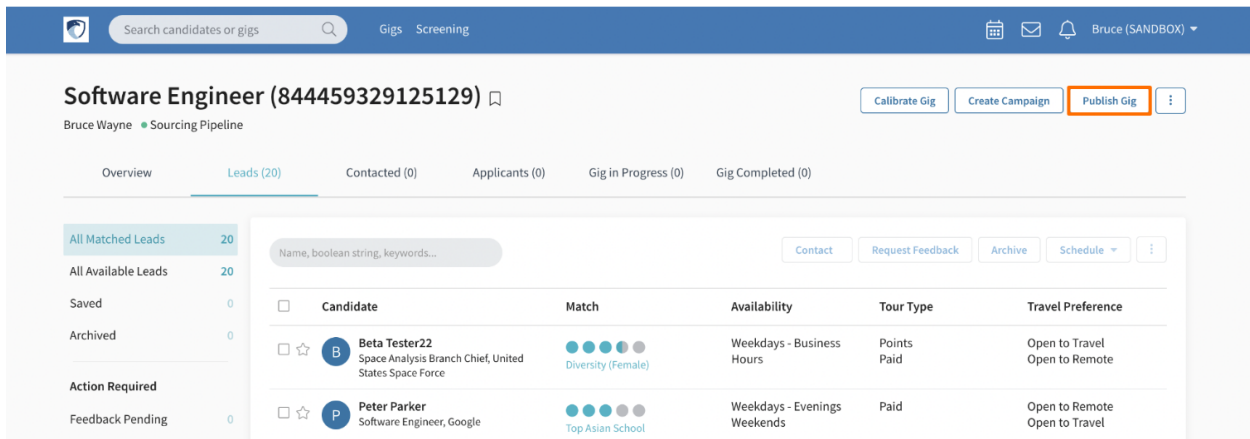 Search candidates or gigs
Gigs Screening
Bruce (SANDBOX)
Software Engineer (844459329125129)
Calibrate Gig
Create Campaign
Publish Gig
Bruce Wayne Sourcing Pipeline
Overview
Leads (20)
Contacted (0)
Applicants (0)
Gig in Progress (0)
Gig Completed (0)
All Matched Leads 20
All Available Leads 20
Saved 0
Archived 0
Action Required
Feedback Pending 0
Name, boolean string, keywords...
Contact
Request Feedback
Archive
Schedule
Candidate
Match
Availability
Tour Type
Travel Preference
B
Beta Tester22
Space Analysis Branch Chief, United
States Space Force
Diversity (Female)
Weekdays - Business
Hours
Points
Paid
Open to Travel
Open to Remote
P
Peter Parker
Software Engineer, Google
Top Asian School
Weekdays - Evenings
Weekends
Paid
Open to Remote
Open to Travel